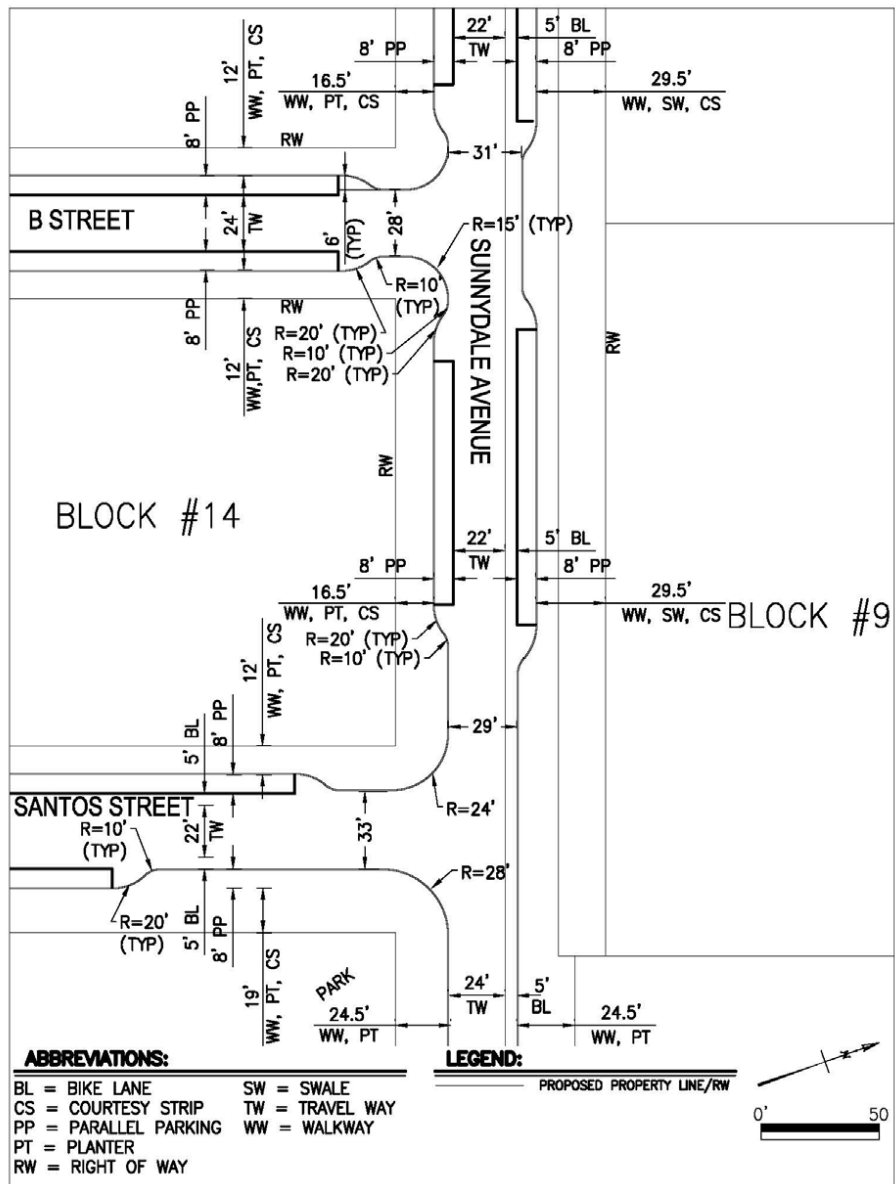 22'
TW
5' BL
8' PP
8' PP
12'
WW, PT, CS
16.5'
WW, PT, CS
29.5'
WW, SW, CS
8' PP
RW
31'
B STREET
24'
TW
6'
(TYP)
28'
R=15' (TYP)
SUNNYDALE AVENUE
R=10'
(TYP)
8' PP
RW
R=20' (TYP)
R=10' (TYP)
R=20' (TYP)
12'
WW,PT, CS
RW
RW
BLOCK #14
22'
TW
5' BL
8' PP
8' PP
16.5'
WW, PT, CS
29.5'
WW, SW, CS
BLOCK #9
R=20' (TYP)
R=10' (TYP)
12'
WW, PT, CS
8' PP
5' BL
29'
SANTOS STREET
R=24'
R=10'
(TYP)
22'
TW
33'
R=28'
R=20'
(TYP)
5' BL
8' PP
19'
WW, PT, CS
PARK
24.5'
WW, PT
24'
TW
5'
BL
24.5'
WW, PT
ABBREVIATIONS:
BL = BIKE LANE
CS = COURTESY STRIP
PP = PARALLEL PARKING
PT = PLANTER
RW = RIGHT OF WAY
SW = SWALE
TW = TRAVEL WAY
WW = WALKWAY
LEGEND:
PROPOSED PROPERTY LINE/RW
N
0'
50